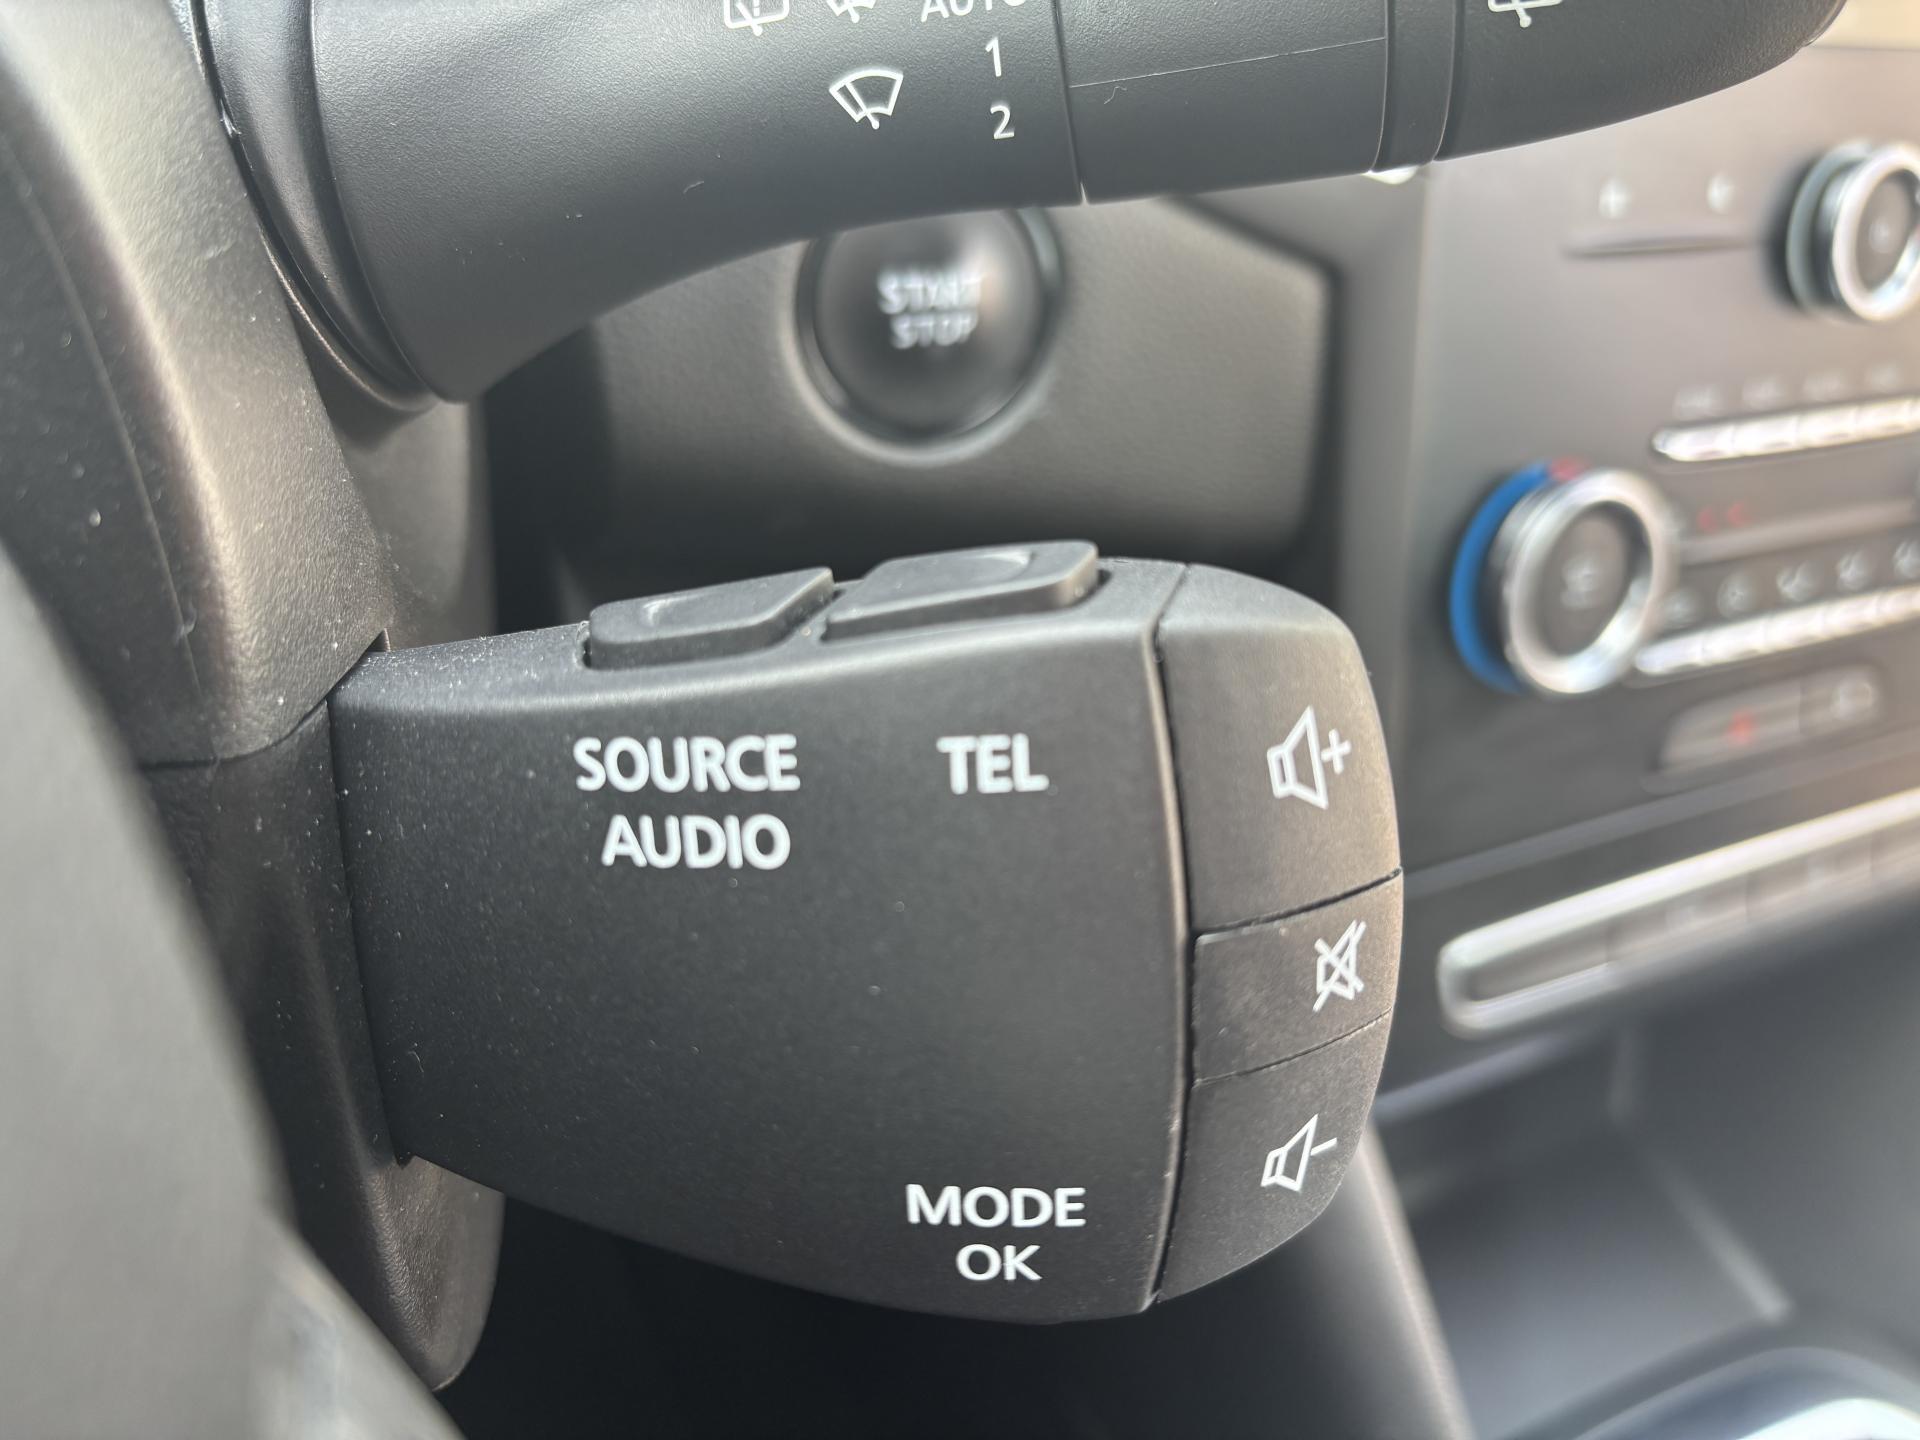 AUTO
1
2
START
STOP
SOURCE
AUDIO
TEL
MODE
OK